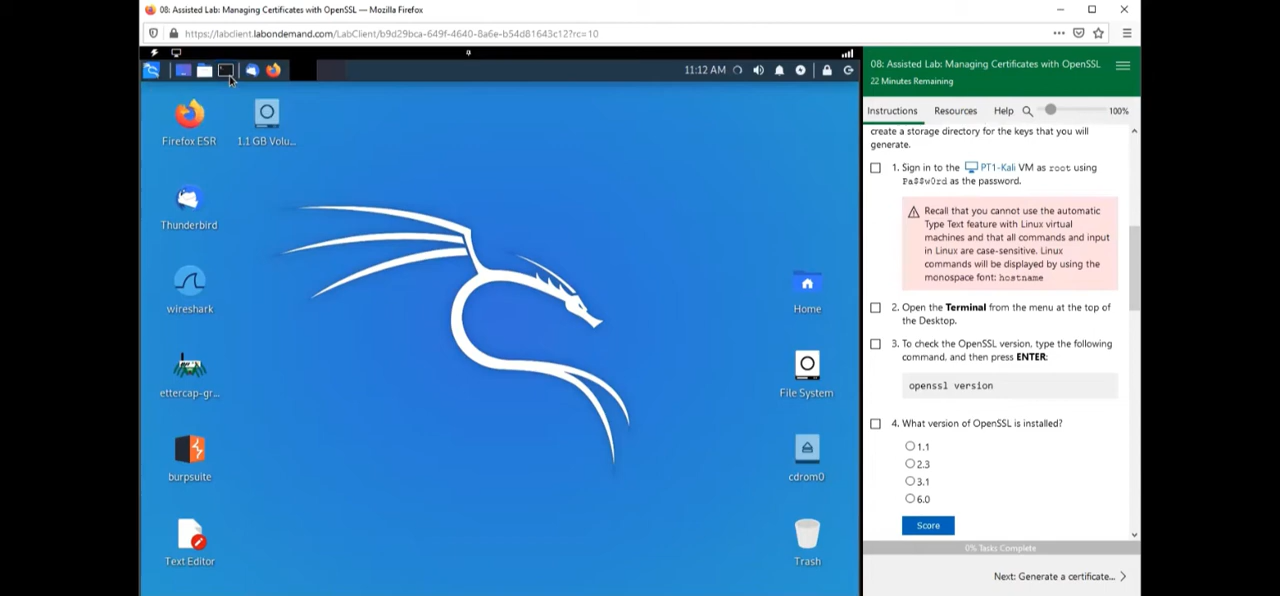 08: Assisted Lab: Managing Certificates with OpenSSL — Mozilla Firefox
https://labclient.labondemand.com/LabClient/b9d29bca-649f-4640-8a6e-b54d81643c12?rc=10
11:12 AM
Firefox ESR
1.1 GB Volu...
Thunderbird
wireshark
ettercap-gr...
burpsuite
Text Editor
Home
File System
cdrom0
Trash
08: Assisted Lab: Managing Certificates with OpenSSL
22 Minutes Remaining
Instructions Resources Help 100%
create a storage directory for the keys that you will
generate.
1. Sign in to the PT1-Kali VM as root using
Pa$$w0rd as the password.
Recall that you cannot use the automatic
Type Text feature with Linux virtual
machines and that all commands and input
in Linux are case-sensitive. Linux
commands will be displayed by using the
monospace font: hostname
2. Open the Terminal from the menu at the top of
the Desktop.
3. To check the OpenSSL version, type the following
command, and then press ENTER:
openssl version
4. What version of OpenSSL is installed?
1.1
2.3
3.1
6.0
Score
0% Tasks Complete
Next: Generate a certificate...